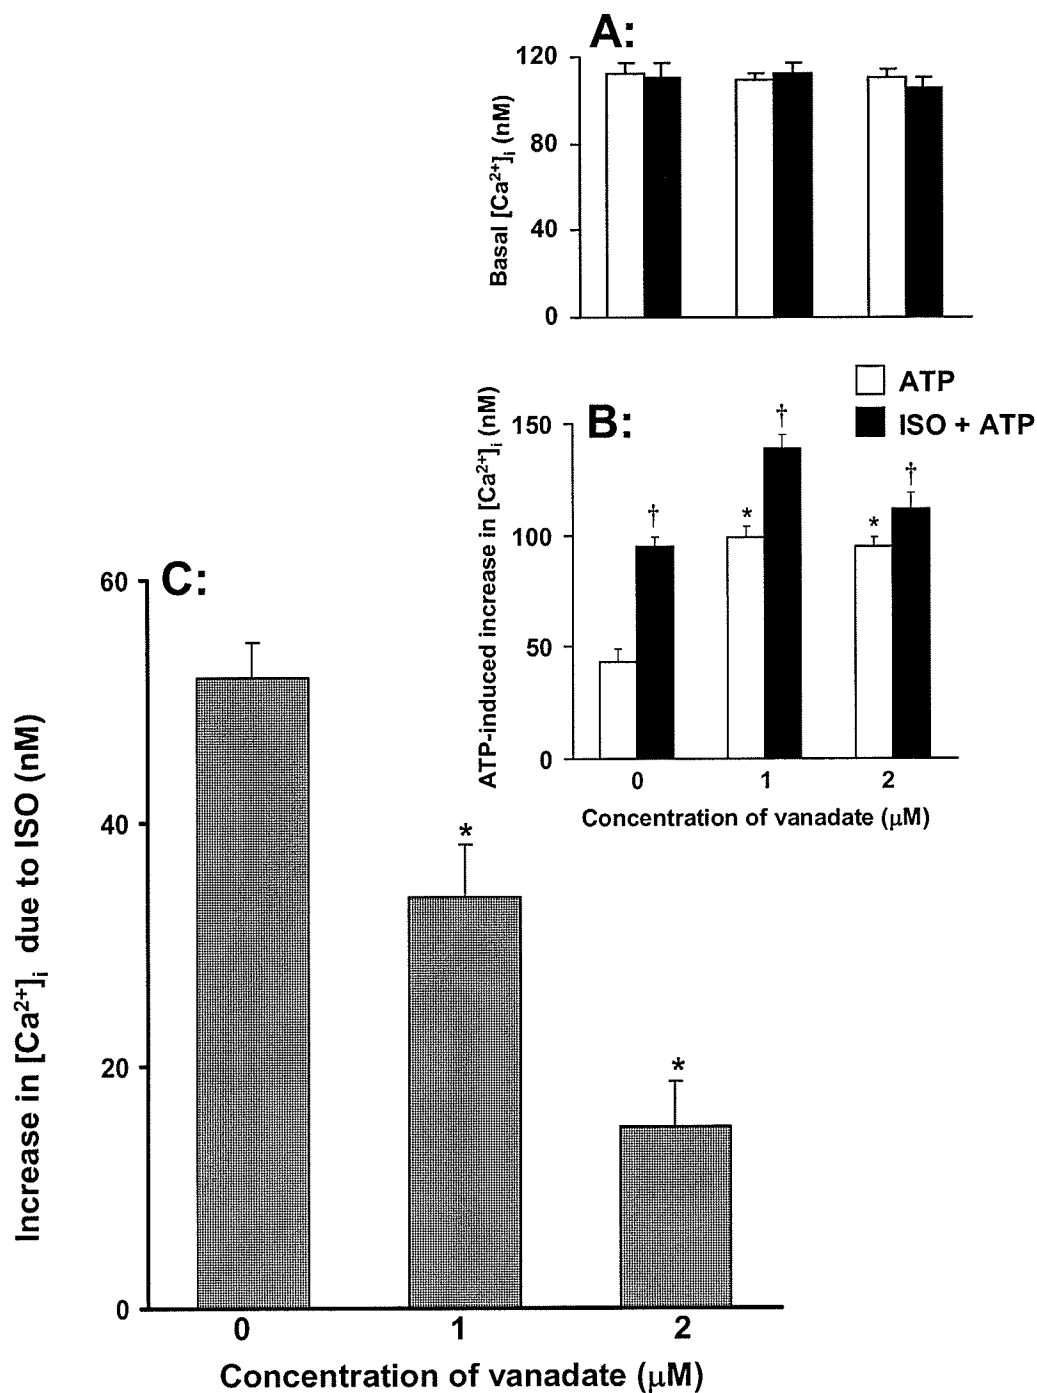 A:
Basal [Ca²⁺]ᵢ (nM)
120
80
40
0
ATP
ISO + ATP
B:
ATP-induced increase in [Ca²⁺]ᵢ (nM)
150
100
50
0
†
*
†
*
†
0 1 2
Concentration of vanadate (μM)
C:
Increase in [Ca²⁺]ᵢ due to ISO (nM)
60
40
20
0
*
*
0 1 2
Concentration of vanadate (μM)